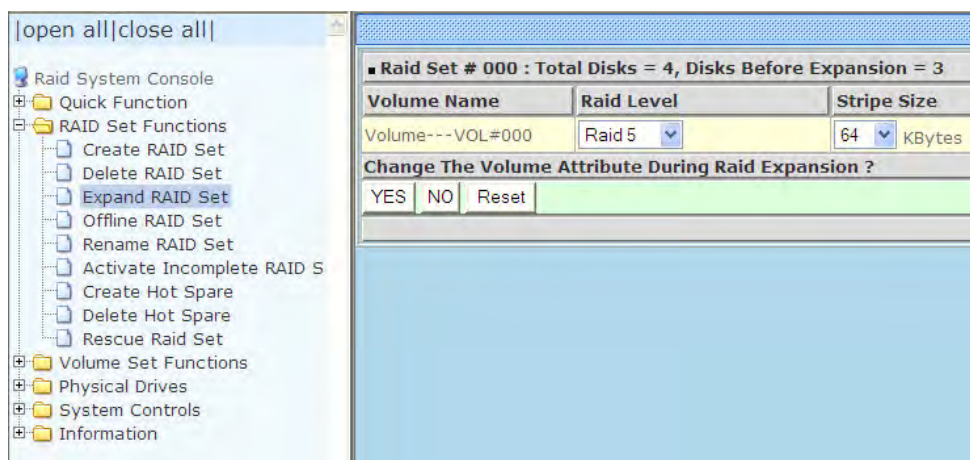 |open all|close all|
Raid System Console
Quick Function
RAID Set Functions
Create RAID Set
Delete RAID Set
Expand RAID Set
Offline RAID Set
Rename RAID Set
Activate Incomplete RAID S
Create Hot Spare
Delete Hot Spare
Rescue Raid Set
Volume Set Functions
Physical Drives
System Controls
Information
Raid Set # 000 : Total Disks = 4, Disks Before Expansion = 3
Volume Name Raid Level Stripe Size
Volume---VOL#000 Raid 5 64 KBytes
Change The Volume Attribute During Raid Expansion ?
YES NO Reset